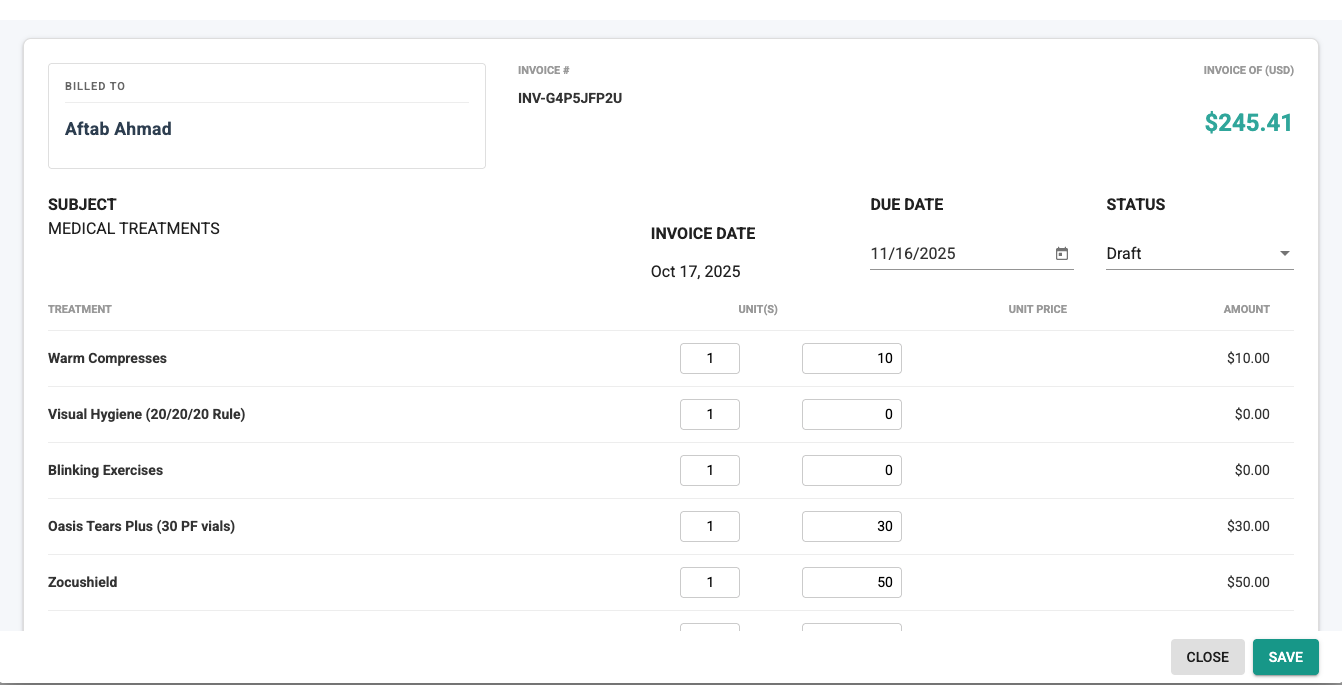 BILLED TO
Aftab Ahmad
INVOICE #
INV-G4P5JFP2U
INVOICE OF (USD)
$245.41
SUBJECT
MEDICAL TREATMENTS
INVOICE DATE
Oct 17, 2025
DUE DATE
11/16/2025
STATUS
Draft
TREATMENT UNIT(S) UNIT PRICE AMOUNT
Warm Compresses 1 10 $10.00
Visual Hygiene (20/20/20 Rule) 1 0 $0.00
Blinking Exercises 1 0 $0.00
Oasis Tears Plus (30 PF vials) 1 30 $30.00
Zocushield 1 50 $50.00
CLOSE SAVE